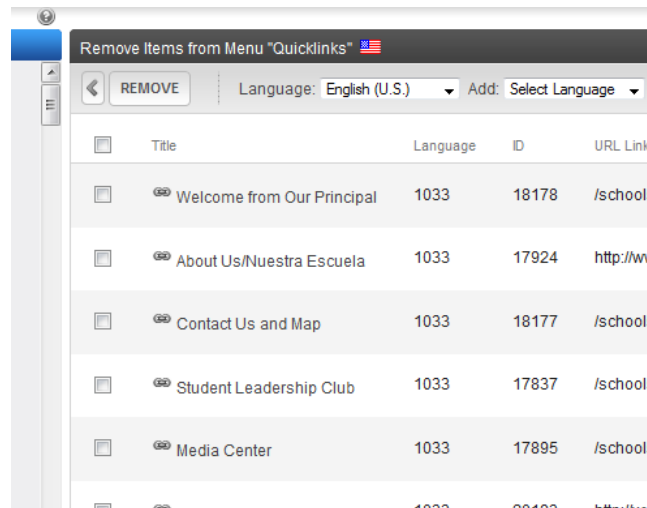 Remove Items from Menu "Quicklinks"
REMOVE Language: English (U.S.) Add: Select Language
Title Language ID URL Link
Welcome from Our Principal 1033 18178 /school
About Us/Nuestra Escuela 1033 17924 http://w
Contact Us and Map 1033 18177 /school
Student Leadership Club 1033 17837 /school
Media Center 1033 17895 /school